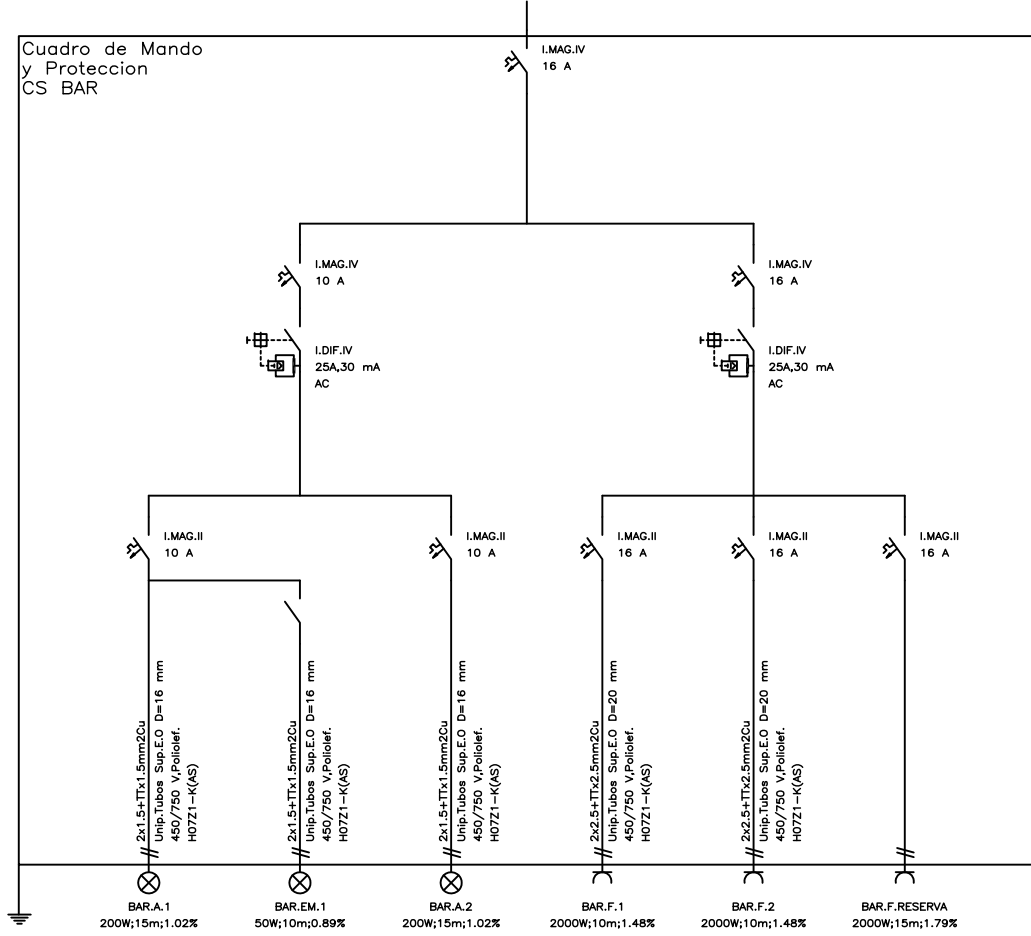 Cuadro de Mando
y Proteccion
CS BAR
I.MAG.IV
16 A
I.MAG.IV
10 A
I.MAG.IV
16 A
I.DIF.IV
25A,30 mA
AC
I.DIF.IV
25A,30 mA
AC
I.MAG.II
10 A
I.MAG.II
10 A
I.MAG.II
16 A
I.MAG.II
16 A
I.MAG.II
16 A
2x1.5+TTx1.5mm2Cu
Unip.Tubos Sup.E.O D=16 mm
450/750 V,Poliolef.
H07Z1-K(AS)
2x1.5+TTx1.5mm2Cu
Unip.Tubos Sup.E.O D=16 mm
450/750 V,Poliolef.
H07Z1-K(AS)
2x1.5+TTx1.5mm2Cu
Unip.Tubos Sup.E.O D=16 mm
450/750 V,Poliolef.
H07Z1-K(AS)
2x2.5+TTx2.5mm2Cu
Unip.Tubos Sup.E.O D=20 mm
450/750 V,Poliolef.
H07Z1-K(AS)
2x2.5+TTx2.5mm2Cu
Unip.Tubos Sup.E.O D=20 mm
450/750 V,Poliolef.
H07Z1-K(AS)
BAR.A.1
200W;15m;1.02%
BAR.EM.1
50W;10m;0.89%
BAR.A.2
200W;15m;1.02%
BAR.F.1
2000W;10m;1.48%
BAR.F.2
2000W;10m;1.48%
BAR.F.RESERVA
2000W;15m;1.79%